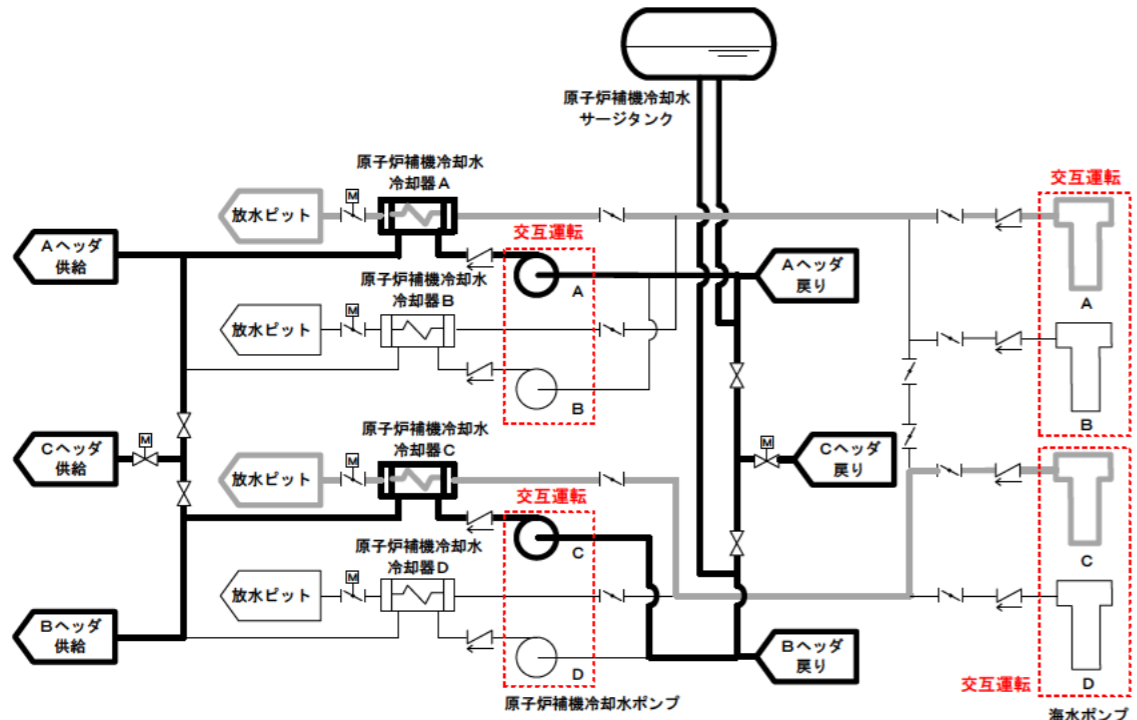 原子炉補機冷却水
サージタンク
原子炉補機冷却水
冷却器A
交互運転
放水ピット
M
交互運転
Aヘッダ
供給
A
Aヘッダ
戻り
A
原子炉補機冷却水
冷却器B
放水ピット
M
B
B
Cヘッダ
供給
M
原子炉補機冷却水
冷却器C
M
Cヘッダ
戻り
交互運転
放水ピット
M
交互運転
C
C
原子炉補機冷却水
冷却器D
放水ピット
M
Bヘッダ
供給
D
Bヘッダ
戻り
交互運転
D
原子炉補機冷却水ポンプ
海水ポンプ